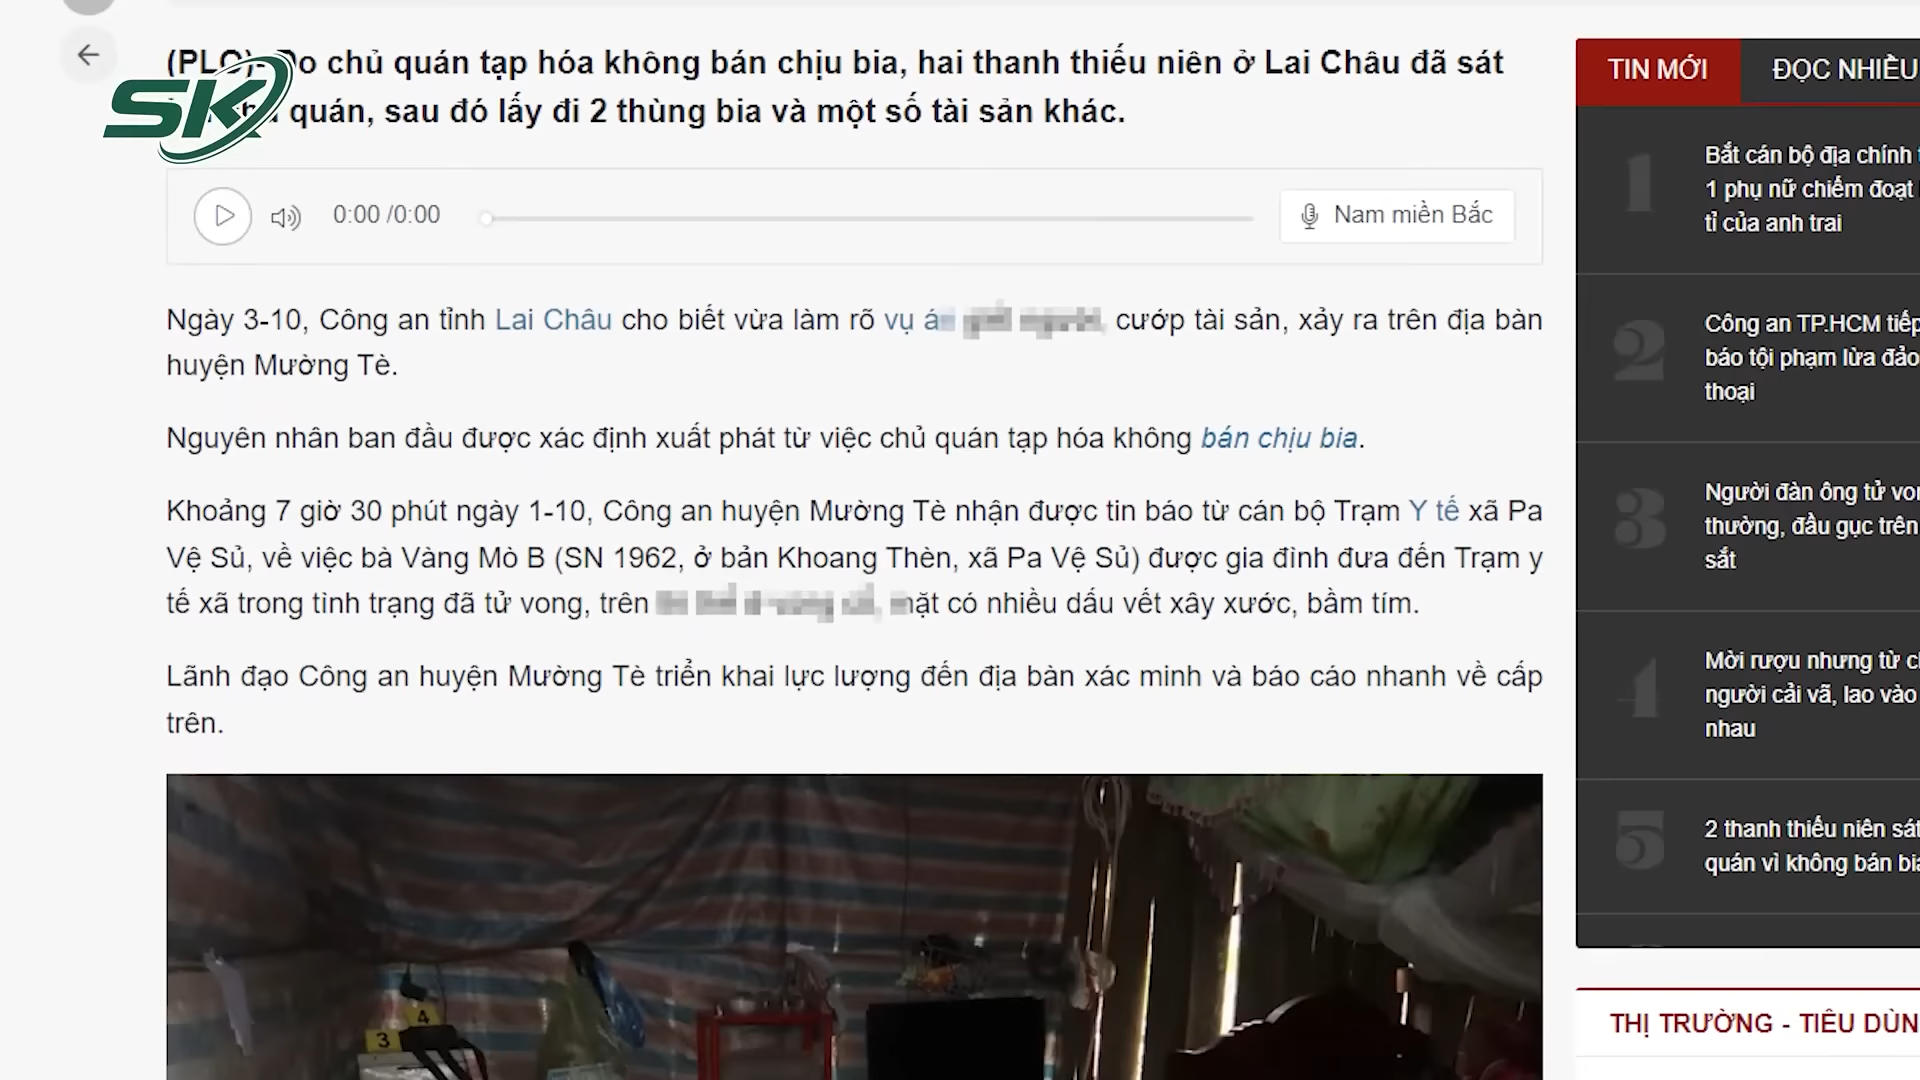 (PLO)- Do chủ quán tạp hóa không bán chịu bia, hai thanh thiếu niên ở Lai Châu đã sát
quán, sau đó lấy đi 2 thùng bia và một số tài sản khác.
SK
0:00 /0:00
Nam miền Bắc
Ngày 3-10, Công an tỉnh Lai Châu cho biết vừa làm rõ vụ án cướp tài sản, xảy ra trên địa bàn
huyện Mường Tè.
Nguyên nhân ban đầu được xác định xuất phát từ việc chủ quán tạp hóa không bán chịu bia.
Khoảng 7 giờ 30 phút ngày 1-10, Công an huyện Mường Tè nhận được tin báo từ cán bộ Trạm Y tế xã Pa
Vệ Sủ, về việc bà Vàng Mò B (SN 1962, ở bản Khoang Thèn, xã Pa Vệ Sủ) được gia đình đưa đến Trạm y
tế xã trong tình trạng đã tử vong, trên mặt có nhiều dấu vết xây xước, bầm tím.
Lãnh đạo Công an huyện Mường Tè triển khai lực lượng đến địa bàn xác minh và báo cáo nhanh về cấp
trên.
3
4
TIN MỚI
ĐỌC NHIỀU
1
Bắt cán bộ địa chính
1 phụ nữ chiếm đoạt
tỉ của anh trai
2
Công an TP.HCM tiếp
báo tội phạm lừa đảo
thoại
3
Người đàn ông tử
thường, đầu gục trên
sắt
4
Mời rượu nhưng từ
người cãi vã, lao vào
nhau
5
2 thanh thiếu niên sát
quán vì không bán
THỊ TRƯỜNG - TIÊU DÙN